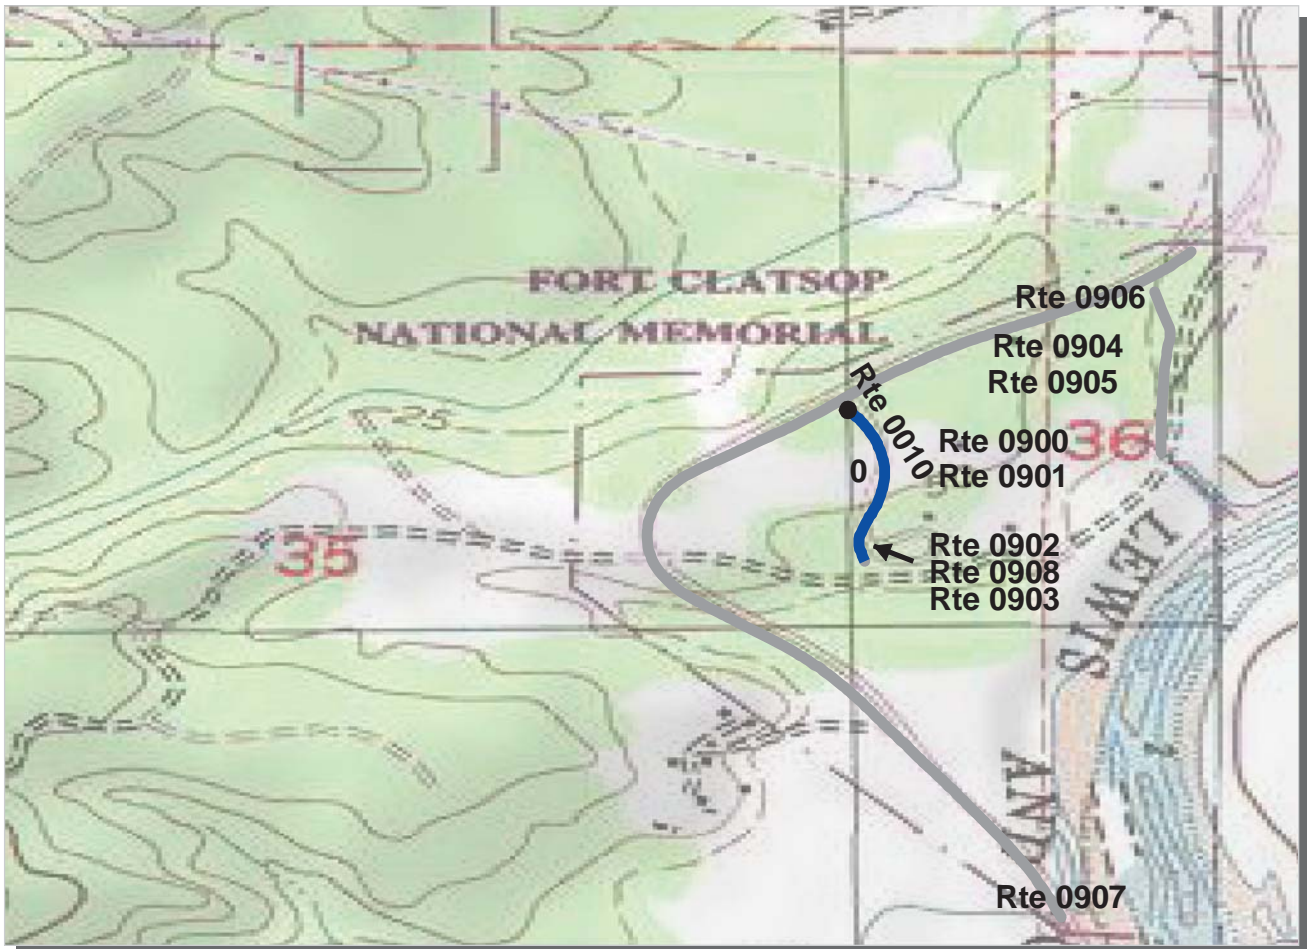 FORT CLATSOP
NATIONAL MEMORIAL
Rte 0906
Rte 0904
Rte 0905
Rte 0010
25
Rte 0900
36
0
Rte 0901
5
35
Rte 0902
Rte 0908
Rte 0903
LEWIS
AND
Rte 0907